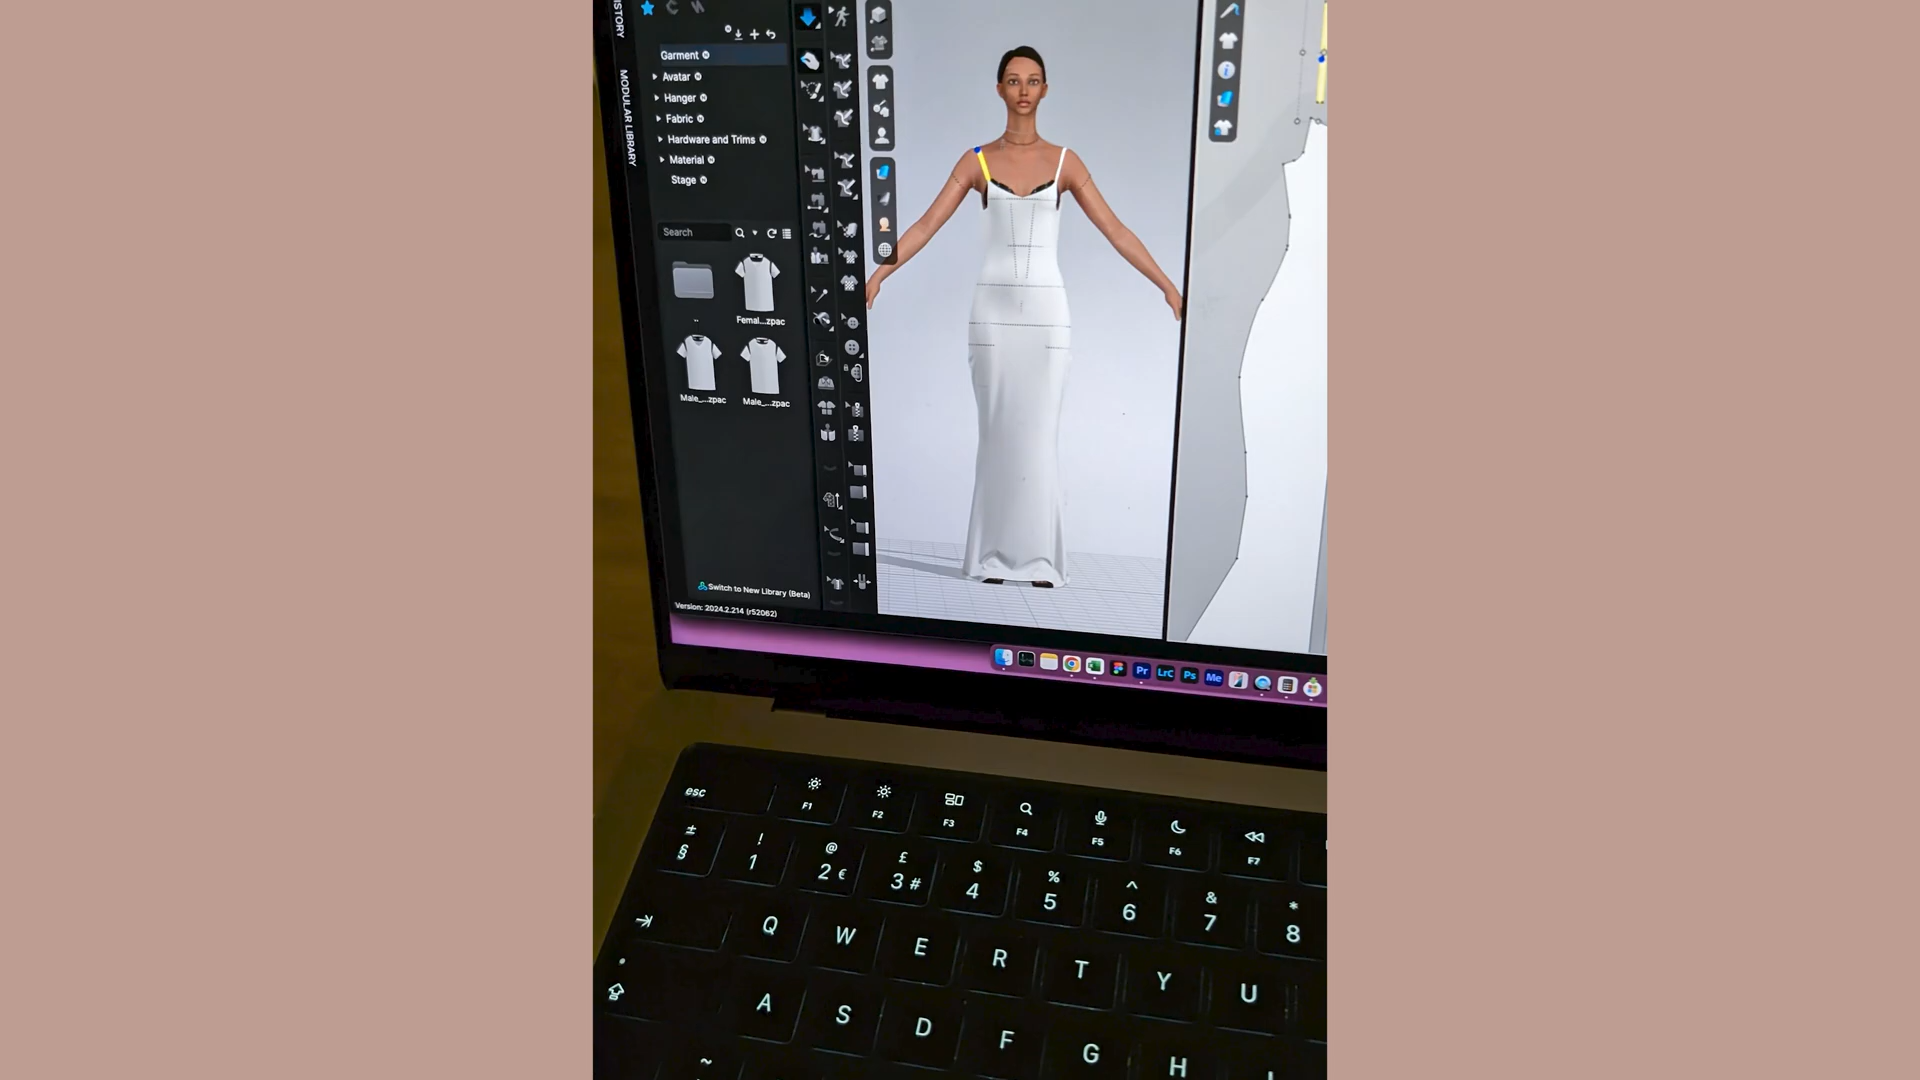 ISTORY
MODULAR LIBRARY
Garment
Avatar
Hanger
Fabric
Hardware and Trims
Material
Stage
Search
..
Femal...zpac
Male_...zpac
Male_...zpac
Switch to New Library (Beta)
Version: 2024.2.214 (r52062)
Pr LrC Ps Me
esc F1 F2 F3 F4 F5 F6 F7
± ! @ £ $ % ^ & *
§ 1 2 € 3 # 4 5 6 7 8
Q W E R T Y U
A S D F G H
~